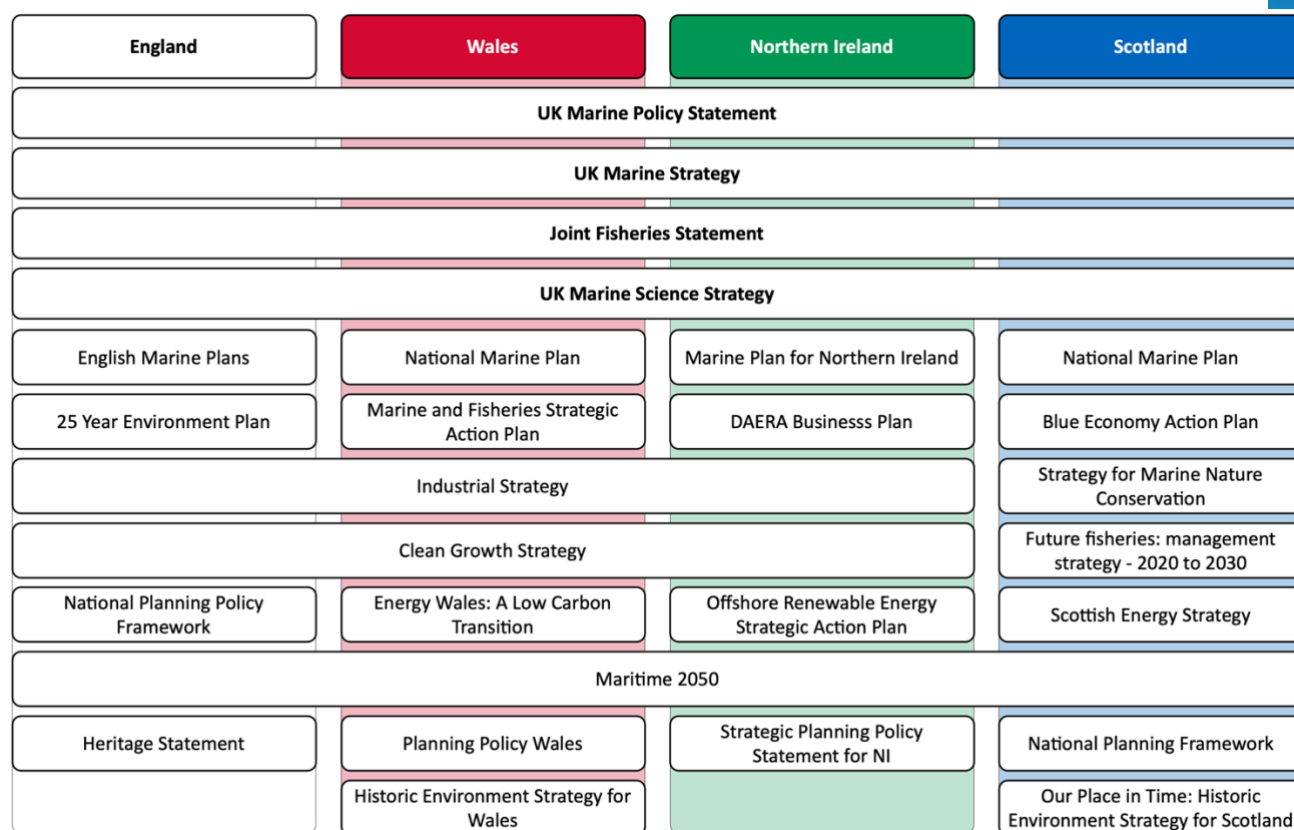 England
Wales
Northern Ireland
Scotland
UK Marine Policy Statement
UK Marine Strategy
Joint Fisheries Statement
UK Marine Science Strategy
English Marine Plans
National Marine Plan
Marine Plan for Northern Ireland
National Marine Plan
25 Year Environment Plan
Marine and Fisheries Strategic
Action Plan
DAERA Businesss Plan
Blue Economy Action Plan
Industrial Strategy
Strategy for Marine Nature
Conservation
Clean Growth Strategy
Future fisheries: management
strategy - 2020 to 2030
National Planning Policy
Framework
Energy Wales: A Low Carbon
Transition
Offshore Renewable Energy
Strategic Action Plan
Scottish Energy Strategy
Maritime 2050
Heritage Statement
Planning Policy Wales
Strategic Planning Policy
Statement for NI
National Planning Framework
Historic Environment Strategy for
Wales
Our Place in Time: Historic
Environment Strategy for Scotland